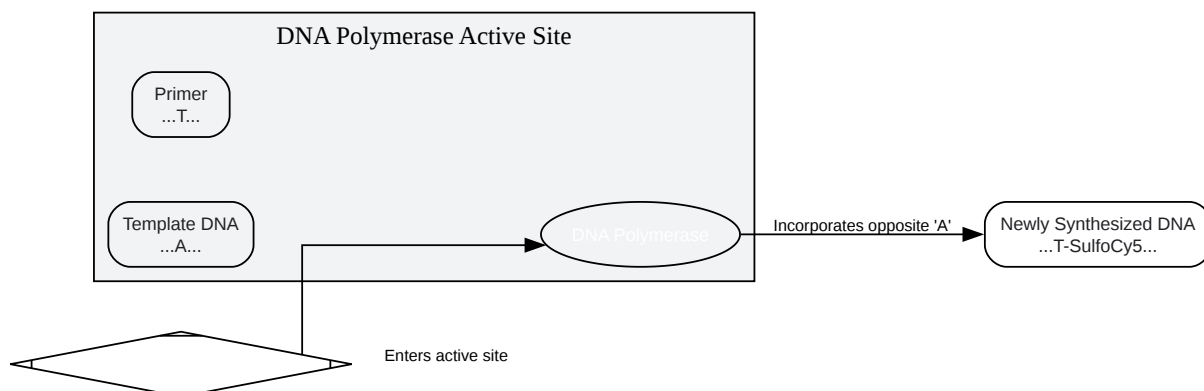 DNA Polymerase Active Site
Primer
...T...
Template DNA
...A...
DNA Polymerase
Incorporates opposite 'A'
Newly Synthesized DNA
...T-SulfoCy5...
Enters active site